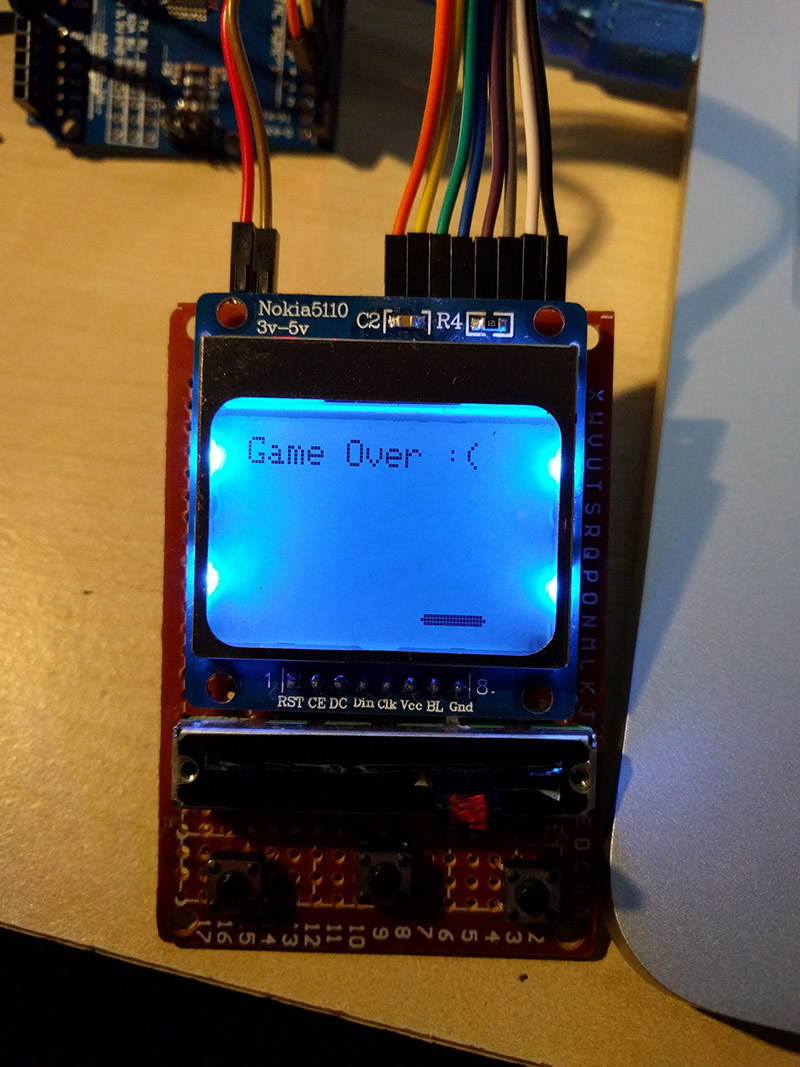 Nokia5110
3v-5v
C2
R4
Game Over :(
1
8.
RST CE DC Din Clk Vcc BL Gnd
X W V U T S R Q P O N M L K J
17 16 15 14 13 12 11 10 9 8 7 6 5 4 3 2